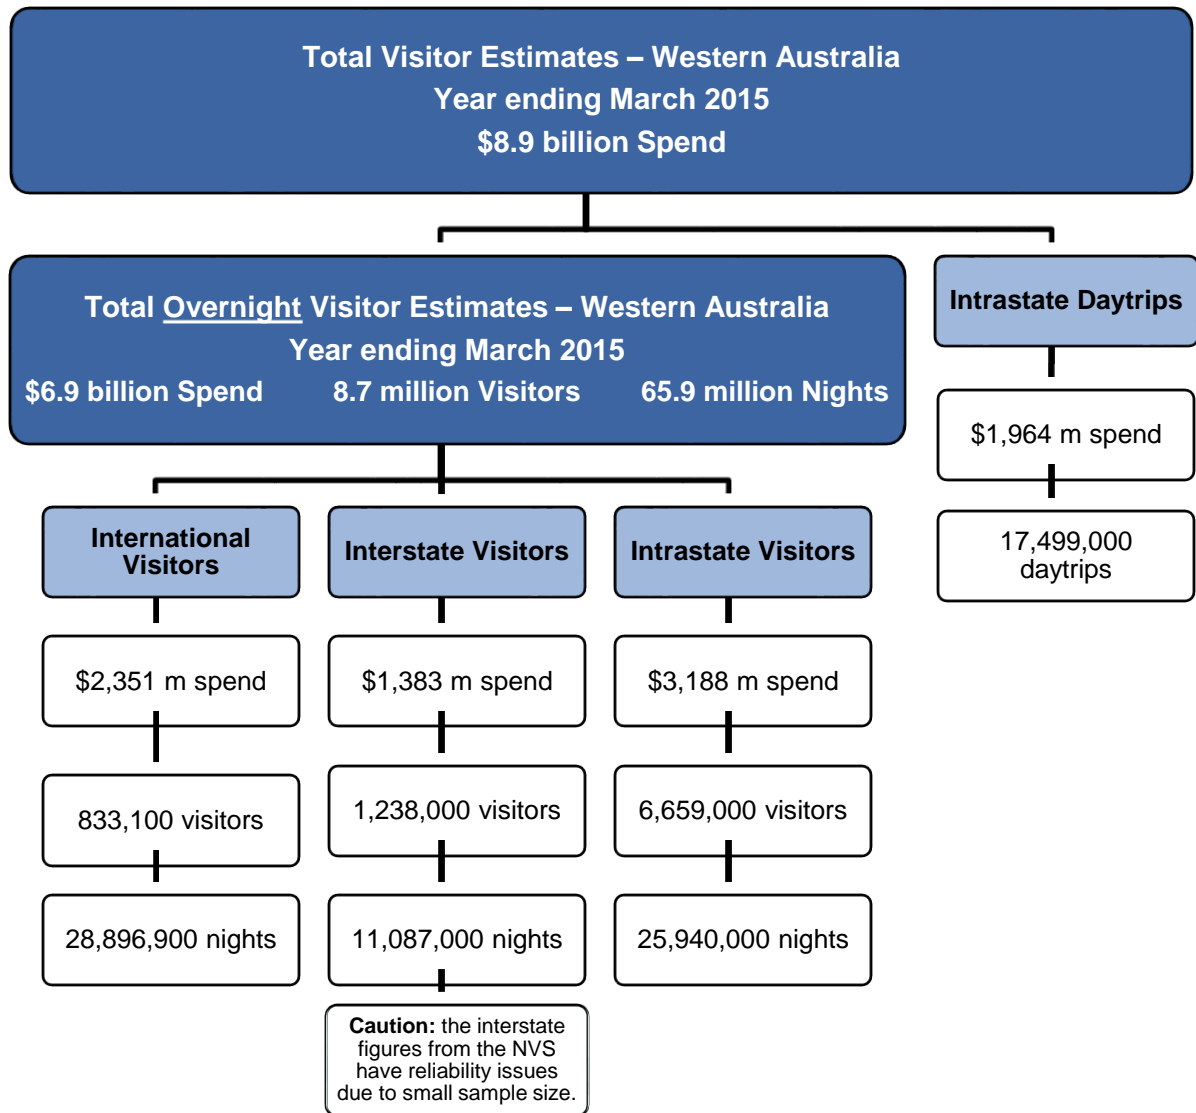 Total Visitor Estimates – Western Australia
Year ending March 2015
$8.9 billion Spend
Total Overnight Visitor Estimates – Western Australia
Year ending March 2015
$6.9 billion Spend 8.7 million Visitors 65.9 million Nights
Intrastate Daytrips
$1,964 m spend
17,499,000
daytrips
International
Visitors
$2,351 m spend
833,100 visitors
28,896,900 nights
Interstate Visitors
$1,383 m spend
1,238,000 visitors
11,087,000 nights
Caution: the interstate
figures from the NVS
have reliability issues
due to small sample size.
Intrastate Visitors
$3,188 m spend
6,659,000 visitors
25,940,000 nights